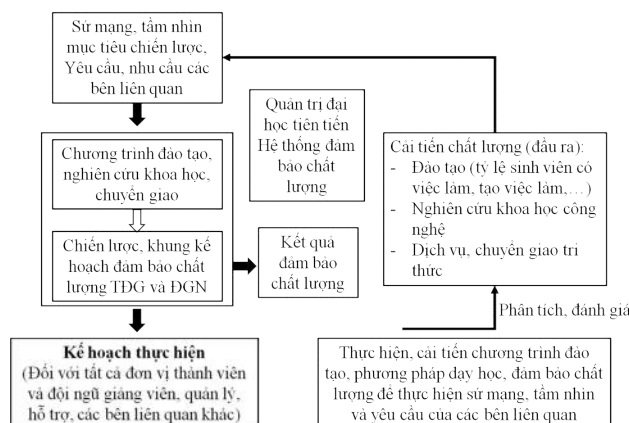 Sứ mạng, tầm nhìn
mục tiêu chiến lược,
Yêu cầu, nhu cầu các
bên liên quan
Quản trị đại
học tiên tiến
Hệ thống đảm
bảo chất
lượng
Chương trình đào tạo,
nghiên cứu khoa học,
chuyển giao
Chiến lược, khung kế
hoạch đảm bảo chất
lượng TĐG và ĐGN
Kết quả
đảm bảo
chất lượng
Cải tiến chất lượng (đầu ra):
- Đào tạo (tỷ lệ sinh viên có
việc làm, tạo việc làm,…)
- Nghiên cứu khoa học công
nghệ
- Dịch vụ, chuyển giao tri
thức
Phân tích, đánh giá
Kế hoạch thực hiện
(Đối với tất cả đơn vị thành viên
và đội ngũ giảng viên, quản lý,
hỗ trợ, các bên liên quan khác)
Thực hiện, cải tiến chương trình đào
tạo, phương pháp dạy học, đảm bảo chất
lượng để thực hiện sứ mạng, tầm nhìn
và yêu cầu của các bên liên quan